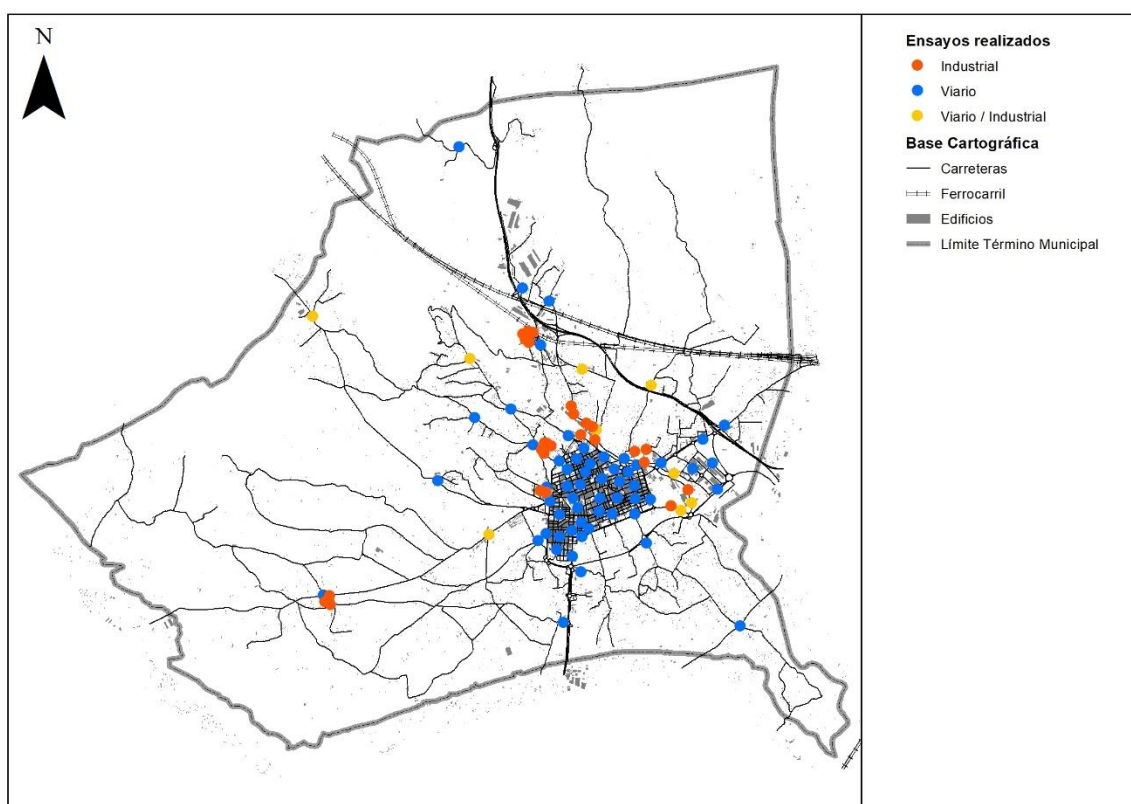 N
Ensayos realizados
Industrial
Viario
Viario / Industrial
Base Cartográfica
Carreteras
Ferrocarril
Edificios
Límite Término Municipal